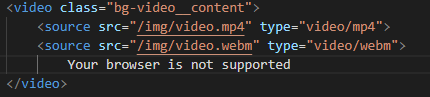 <video class="bg-video__content">
<source src="/img/video.mp4" type="video/mp4">
<source src="/img/video.webm" type="video/webm">
Your browser is not supported
</video>